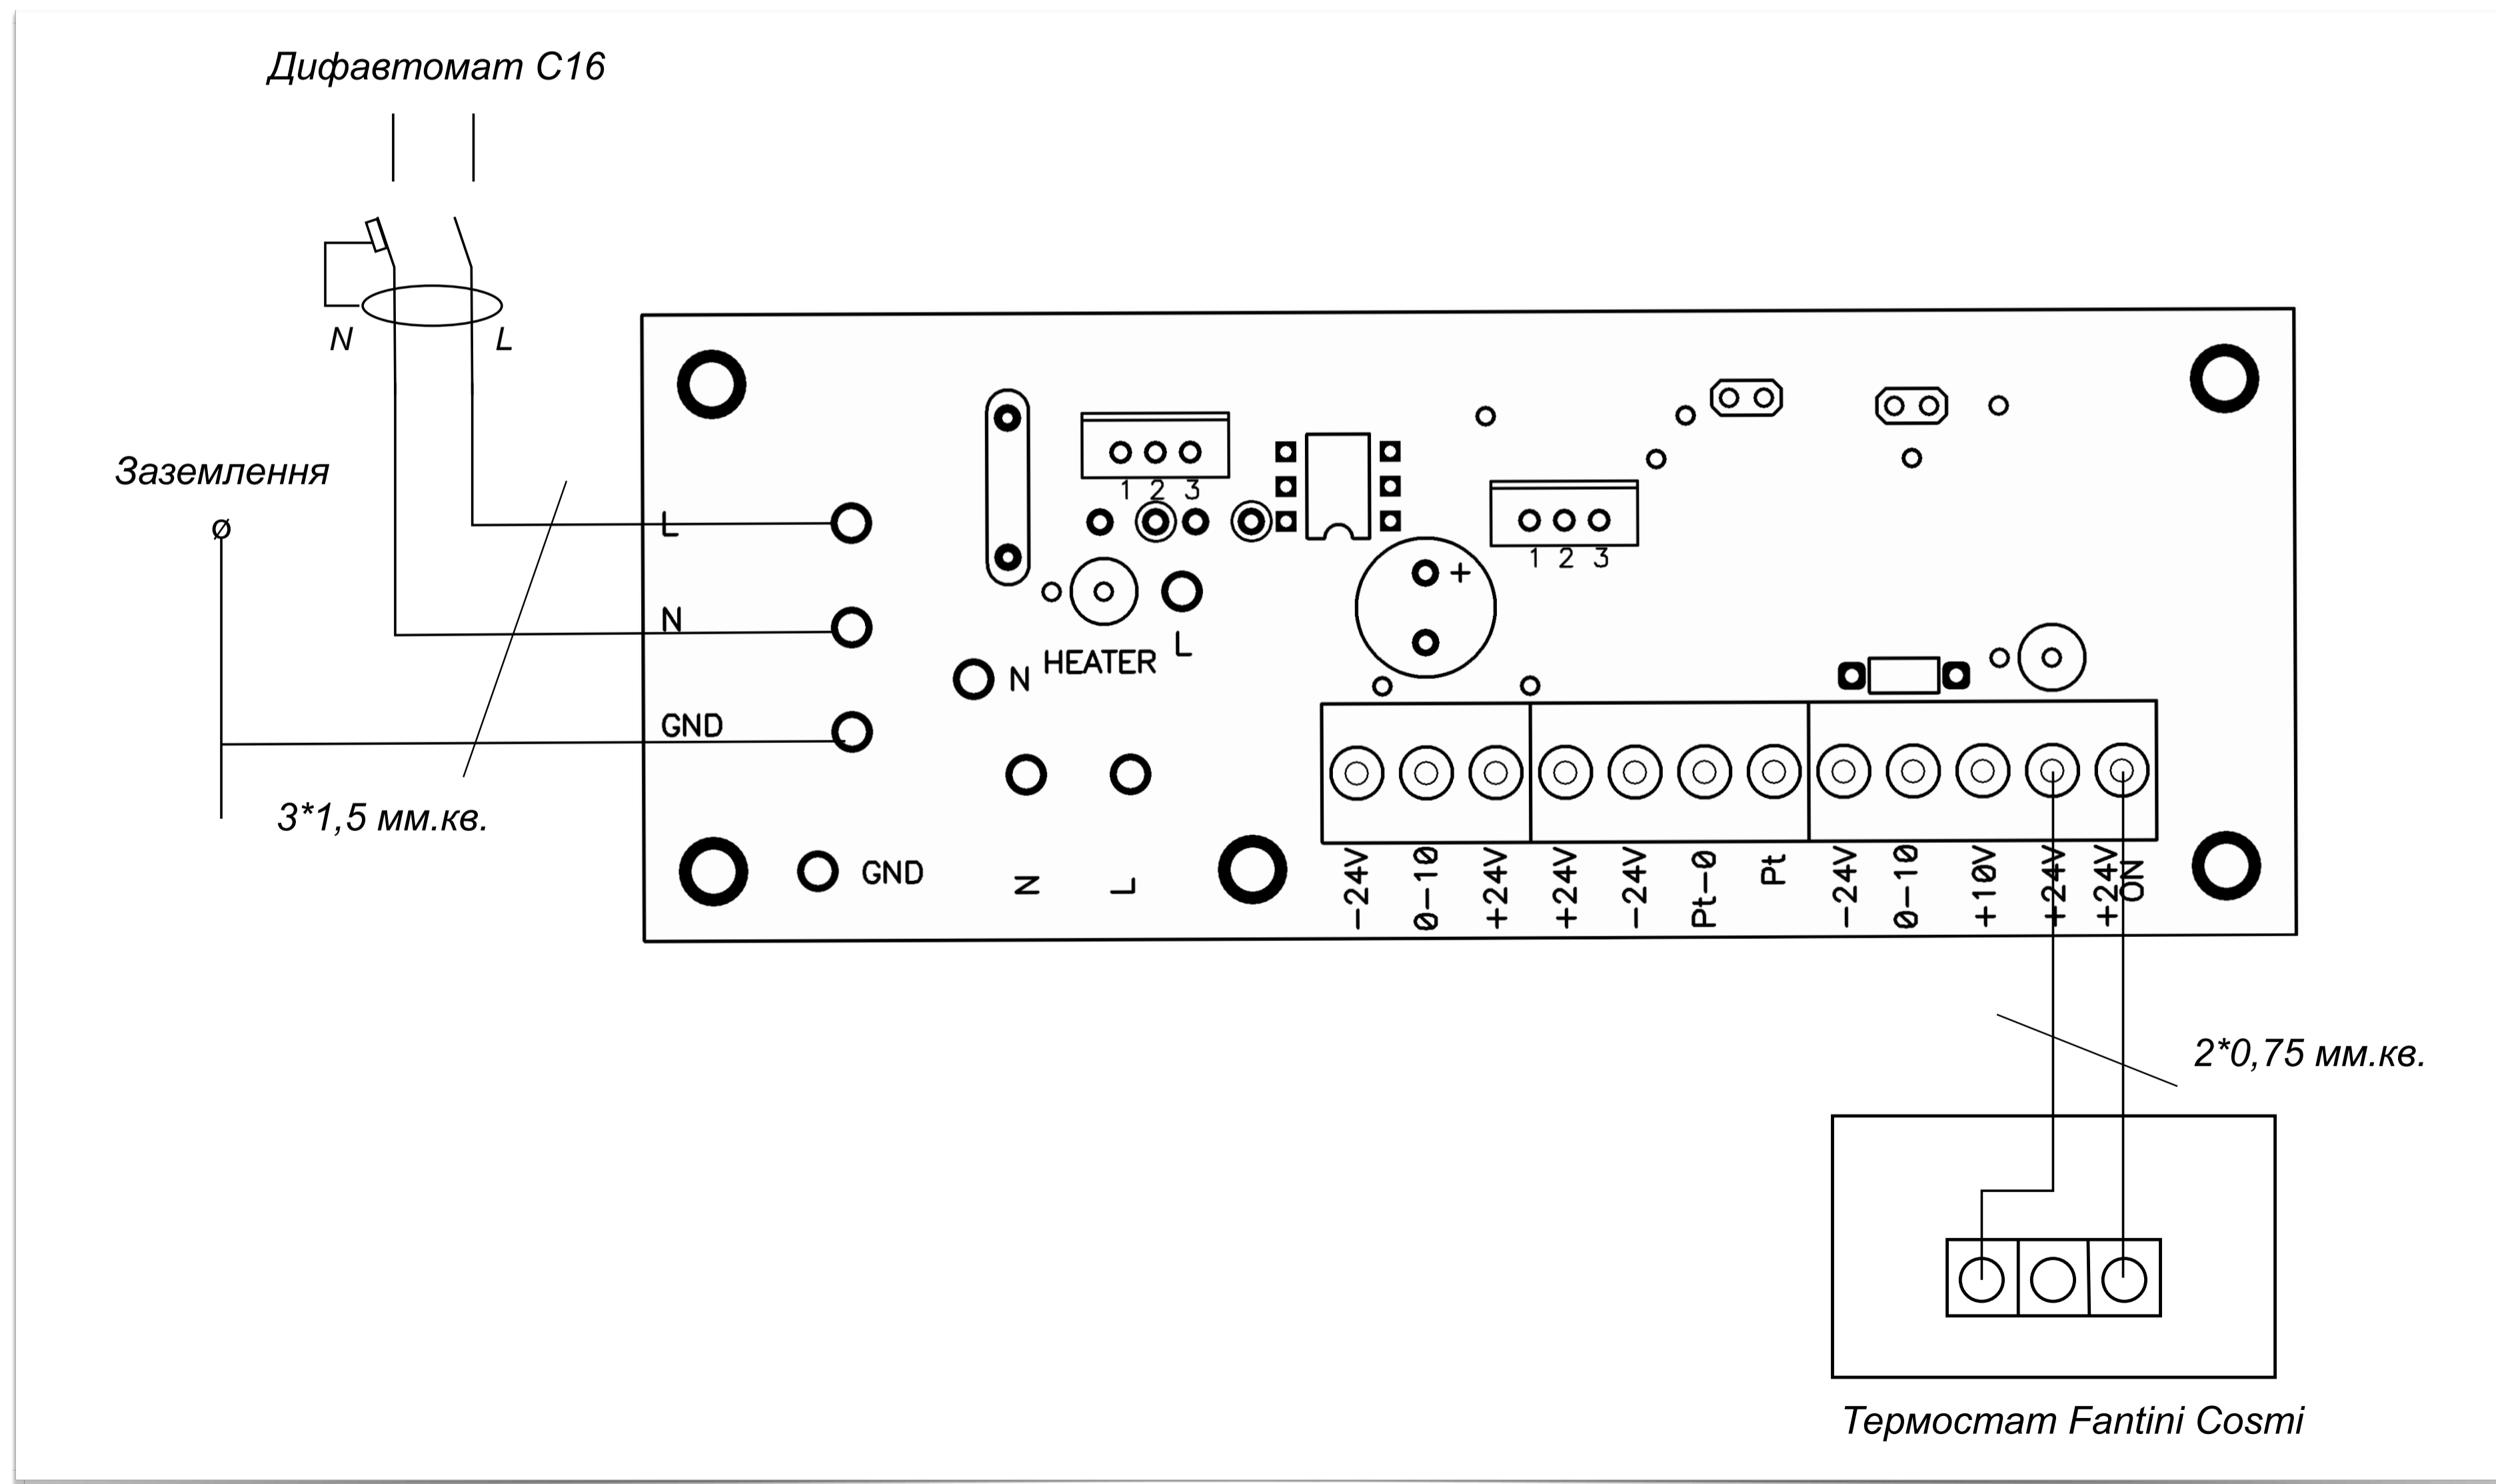 Дифавтомат С16
N
L
Заземлення
Ø
3*1,5 мм.кв.
L
N
GND
1 2 3
1 2 3
+
L
HEATER
N
GND
N
L
-24V
0-10
+24V
+24V
-24V
Pt-0
Pt
-24V
0-10
+10V
+24V
+24V
ON
2*0,75 мм.кв.
Термостат Fantini Cosmi